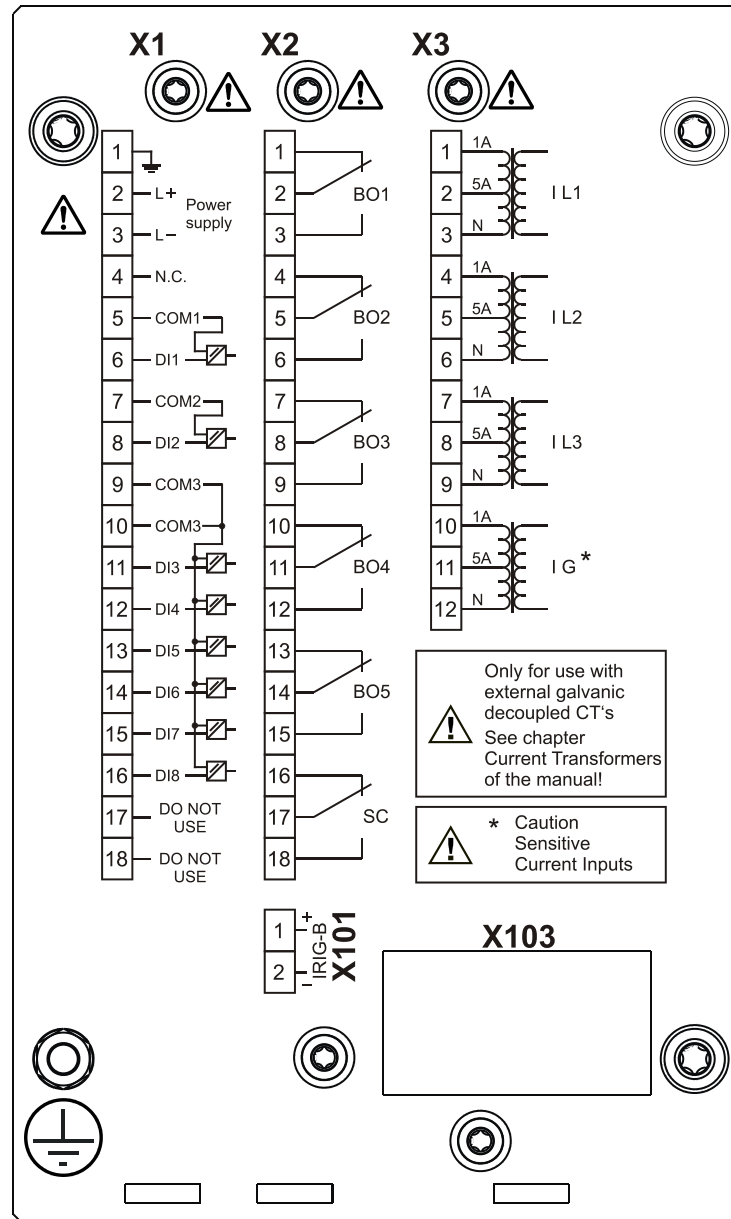 X1 X2 X3
1
2 L+
3 L−
Power
supply
4 N.C.
5 COM1
6 DI1
7 COM2
8 DI2
9 COM3
10 COM3
11 DI3
12 DI4
13 DI5
14 DI6
15 DI7
16 DI8
17 DO NOT
USE
18 DO NOT
USE
1
2 BO1
3
4
5 BO2
6
7
8 BO3
9
10
11 BO4
12
13
14 BO5
15
16
17 SC
18
1 1A
2 5A I L1
3 N
4 1A
5 5A I L2
6 N
7 1A
8 5A I L3
9 N
10 1A
11 5A I G *
12 N
Only for use with
external galvanic
decoupled CT‘s
See chapter
Current Transformers
of the manual!
* Caution
Sensitive
Current Inputs
1 +
2 −
IRIG-B
X101
X103